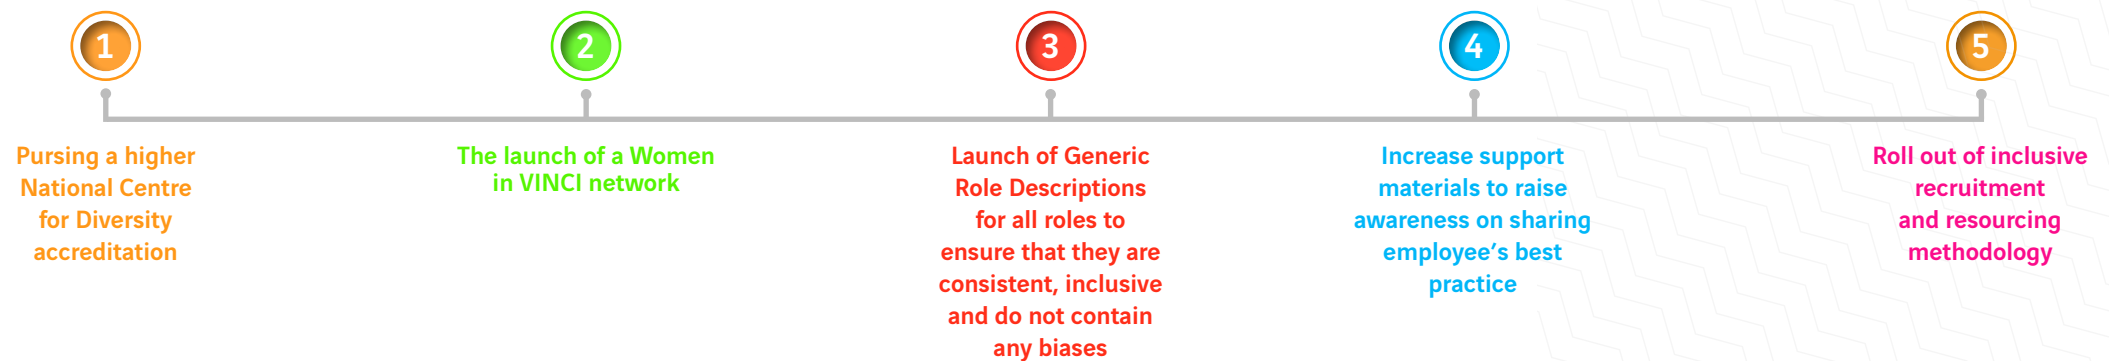 1
Pursing a higher
National Centre
for Diversity
accreditation
2
The launch of a Women
in VINCI network
3
Launch of Generic
Role Descriptions
for all roles to
ensure that they are
consistent, inclusive
and do not contain
any biases
4
Increase support
materials to raise
awareness on sharing
employee’s best
practice
5
Roll out of inclusive
recruitment
and resourcing
methodology